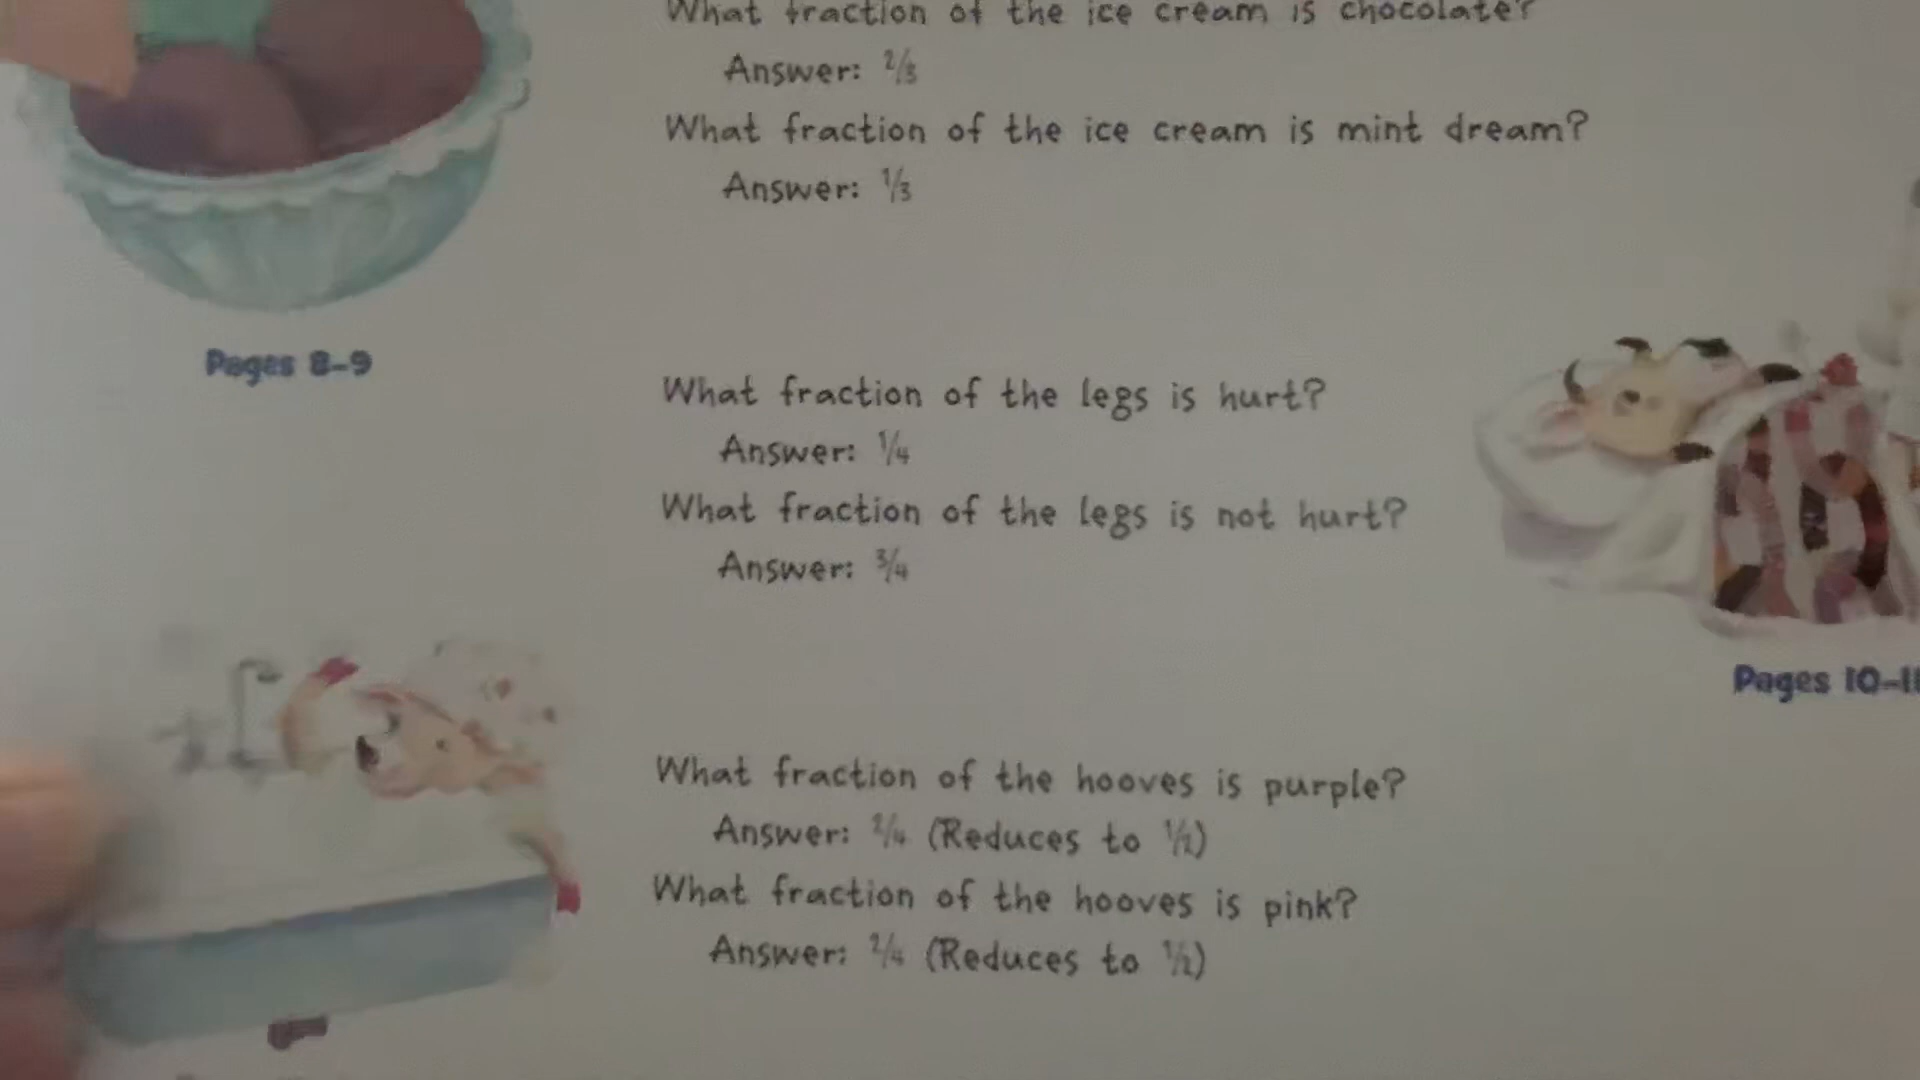 What fraction of the ice cream is chocolate?
Answer: 2/3
What fraction of the ice cream is mint dream?
Answer: 1/3
Pages 8-9
What fraction of the legs is hurt?
Answer: 1/4
What fraction of the legs is not hurt?
Answer: 3/4
Pages 10-11
What fraction of the hooves is purple?
Answer: 2/4 (Reduces to 1/2)
What fraction of the hooves is pink?
Answer: 2/4 (Reduces to 1/2)